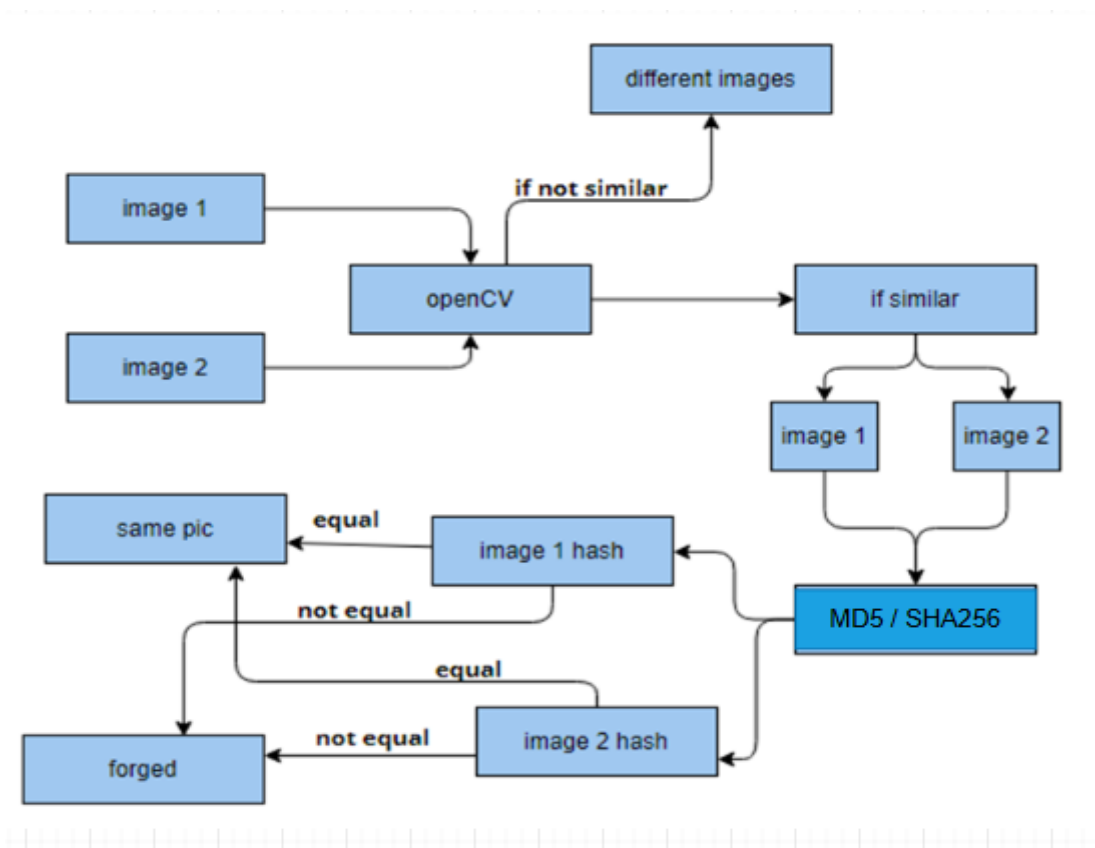 different images
if not similar
image 1
openCV
if similar
image 2
image 1
image 2
same pic
equal
image 1 hash
not equal
MD5 / SHA256
equal
not equal
image 2 hash
forged